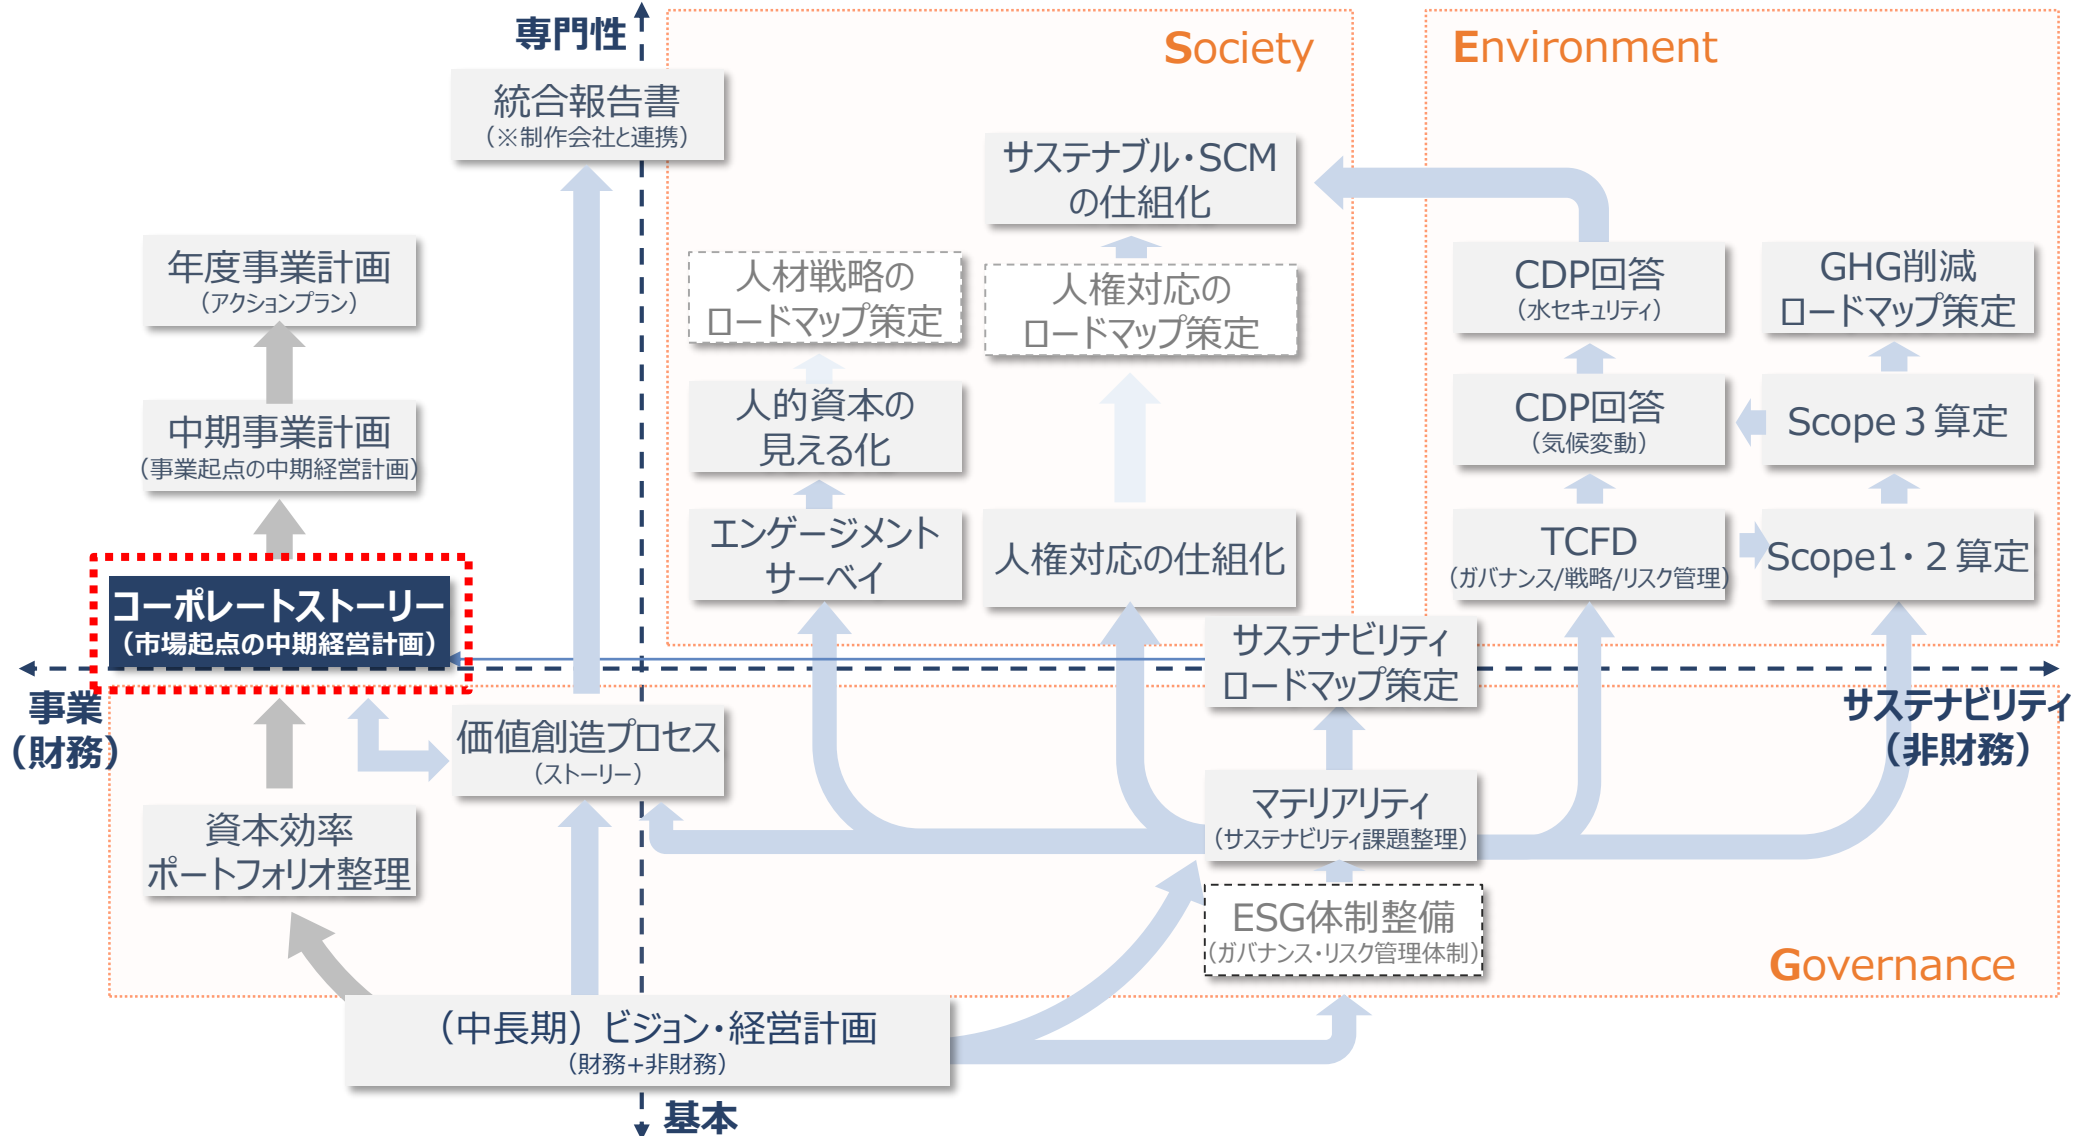 専門性
Society
Environment
統合報告書
（※制作会社と連携）
サステナブル・SCM
の仕組化
年度事業計画
（アクションプラン）
人材戦略の
ロードマップ策定
人権対応の
ロードマップ策定
CDP回答
（水セキュリティ）
GHG削減
ロードマップ策定
中期事業計画
（事業起点の中期経営計画）
人的資本の
見える化
CDP回答
（気候変動）
Scope３算定
エンゲージメント
サーベイ
人権対応の仕組化
TCFD
（ガバナンス/戦略/リスク管理）
Scope1・２算定
コーポレートストーリー
（市場起点の中期経営計画）
サステナビリティ
ロードマップ策定
事業
（財務）
サステナビリティ
（非財務）
価値創造プロセス
（ストーリー）
資本効率
ポートフォリオ整理
マテリアリティ
（サステナビリティ課題整理）
ESG体制整備
（ガバナンス・リスク管理体制）
Governance
（中長期）ビジョン・経営計画
（財務+非財務）
基本